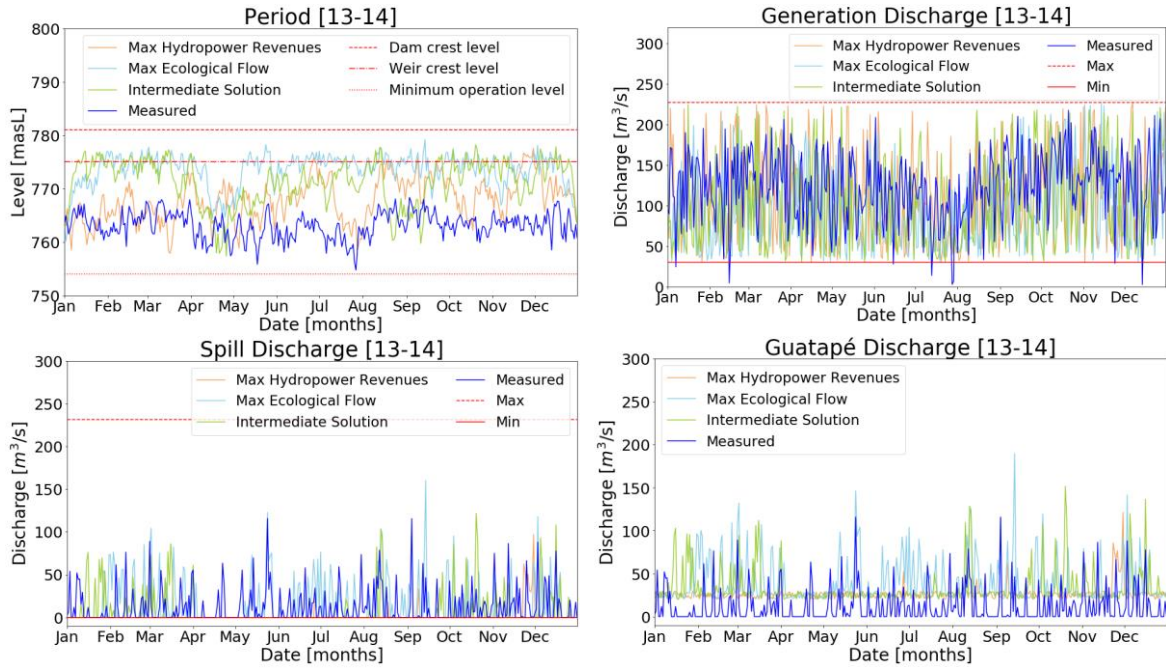 Period [13-14]
Level [masL]
800
790
780
770
760
750
Max Hydropower Revenues
Max Ecological Flow
Intermediate Solution
Measured
Dam crest level
Weir crest level
Minimum operation level
Jan Feb Mar Apr May Jun Jul Aug Sep Oct Nov Dec
Date [months]
Generation Discharge [13-14]
Discharge [m³/s]
300
250
200
150
100
50
0
Max Hydropower Revenues
Max Ecological Flow
Intermediate Solution
Measured
Max
Min
Jan Feb Mar Apr May Jun Jul Aug Sep Oct Nov Dec
Date [months]
Spill Discharge [13-14]
Discharge [m³/s]
300
250
200
150
100
50
0
Max Hydropower Revenues
Max Ecological Flow
Intermediate Solution
Measured
Max
Min
Jan Feb Mar Apr May Jun Jul Aug Sep Oct Nov Dec
Date [months]
Guatapé Discharge [13-14]
Discharge [m³/s]
300
250
200
150
100
50
0
Max Hydropower Revenues
Max Ecological Flow
Intermediate Solution
Measured
Jan Feb Mar Apr May Jun Jul Aug Sep Oct Nov Dec
Date [months]